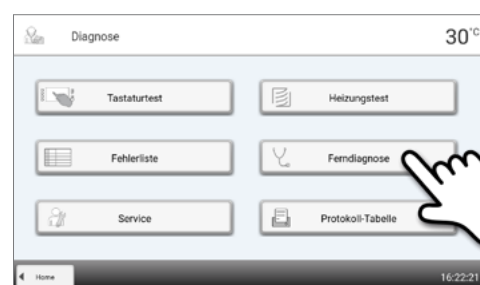 Diagnose
30°C
Tastaturtest
Heizungstest
Fehlerliste
Ferndiagnose
Service
Protokoll-Tabelle
Home
16:22:21